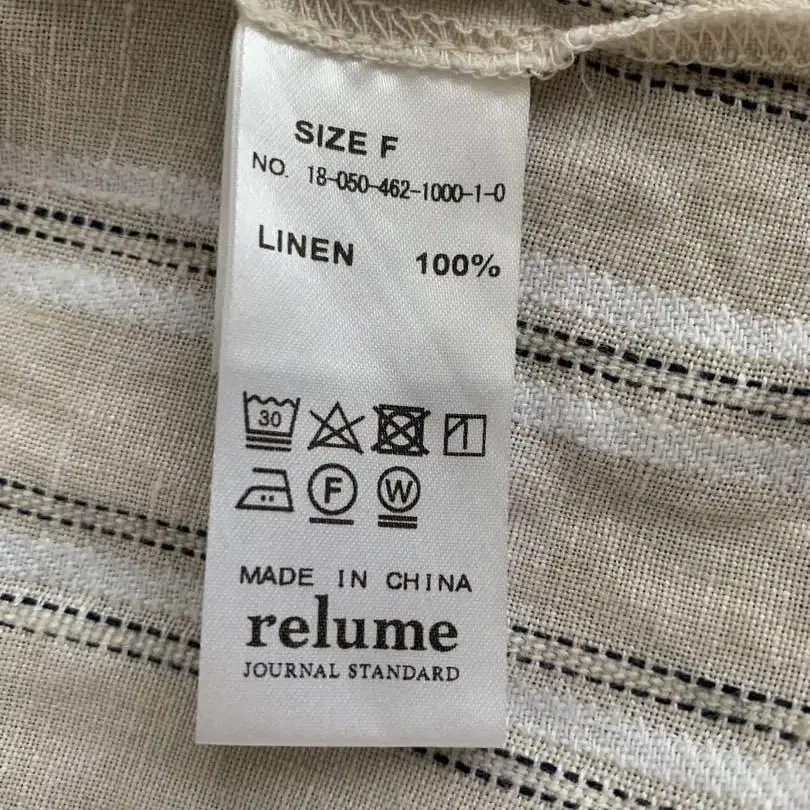 SIZE F
NO. 18-050-462-1000-1-0
LINEN 100%
30
F W
MADE IN CHINA
relume
JOURNAL STANDARD